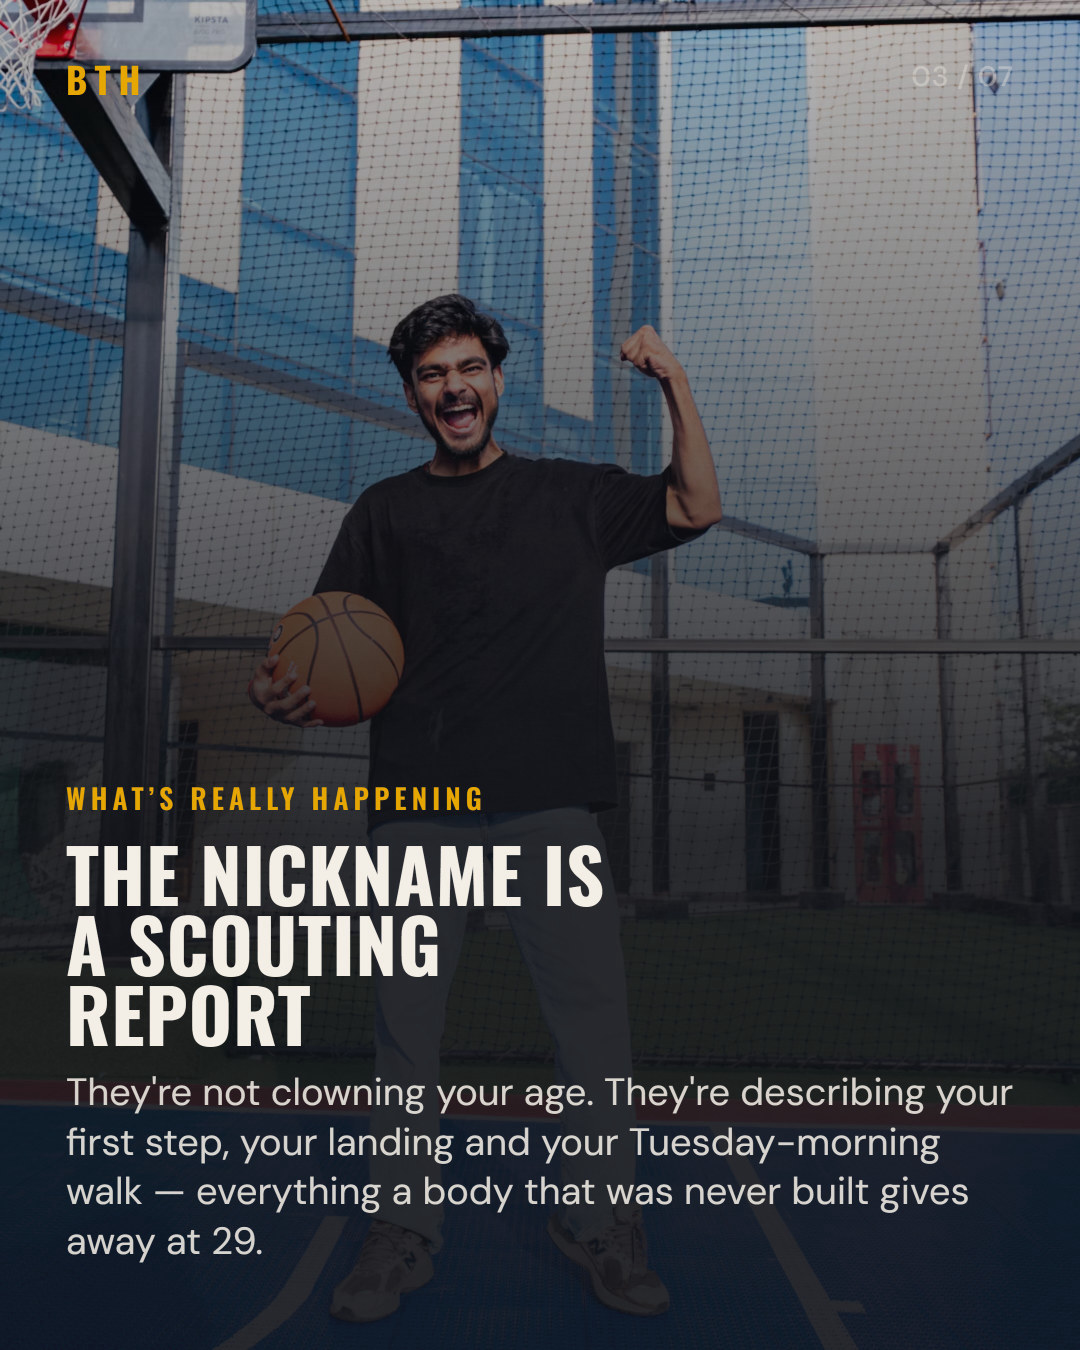 KIPSTA
BTH
03 / 07
WHAT’S REALLY HAPPENING
THE NICKNAME IS
A SCOUTING
REPORT
They're not clowning your age. They're describing your
first step, your landing and your Tuesday-morning
walk — everything a body that was never built gives
away at 29.